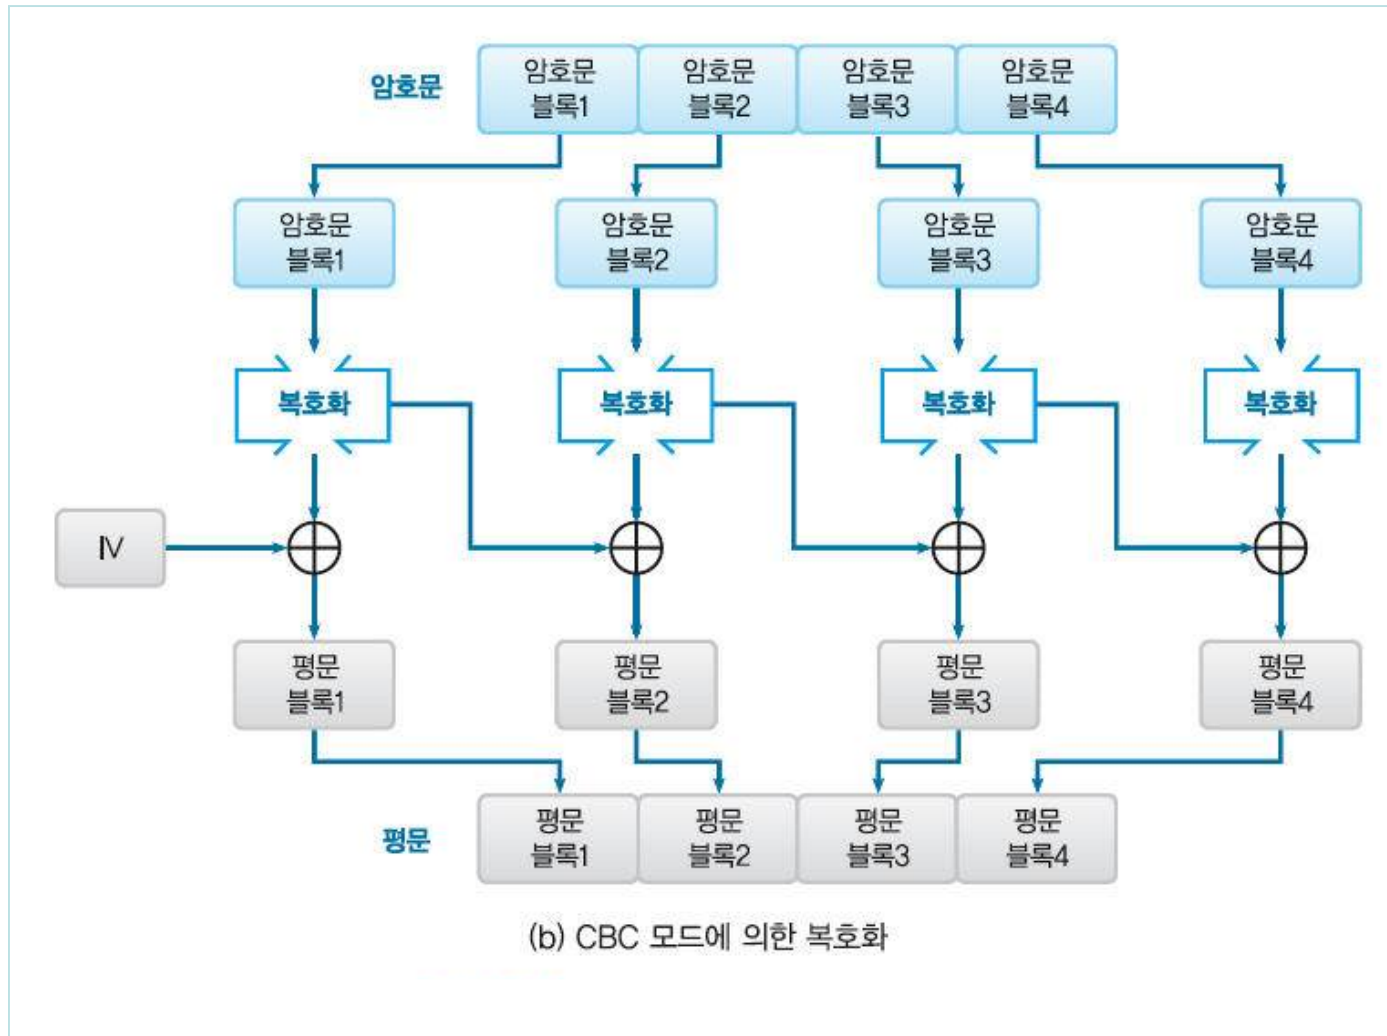 암호문
암호문 암호문 암호문 암호문
블록1 블록2 블록3 블록4
암호문 암호문 암호문 암호문
블록1 블록2 블록3 블록4
복호화 복호화 복호화 복호화
IV
평문 평문 평문 평문
블록1 블록2 블록3 블록4
평문
평문 평문 평문 평문
블록1 블록2 블록3 블록4
(b) CBC 모드에 의한 복호화